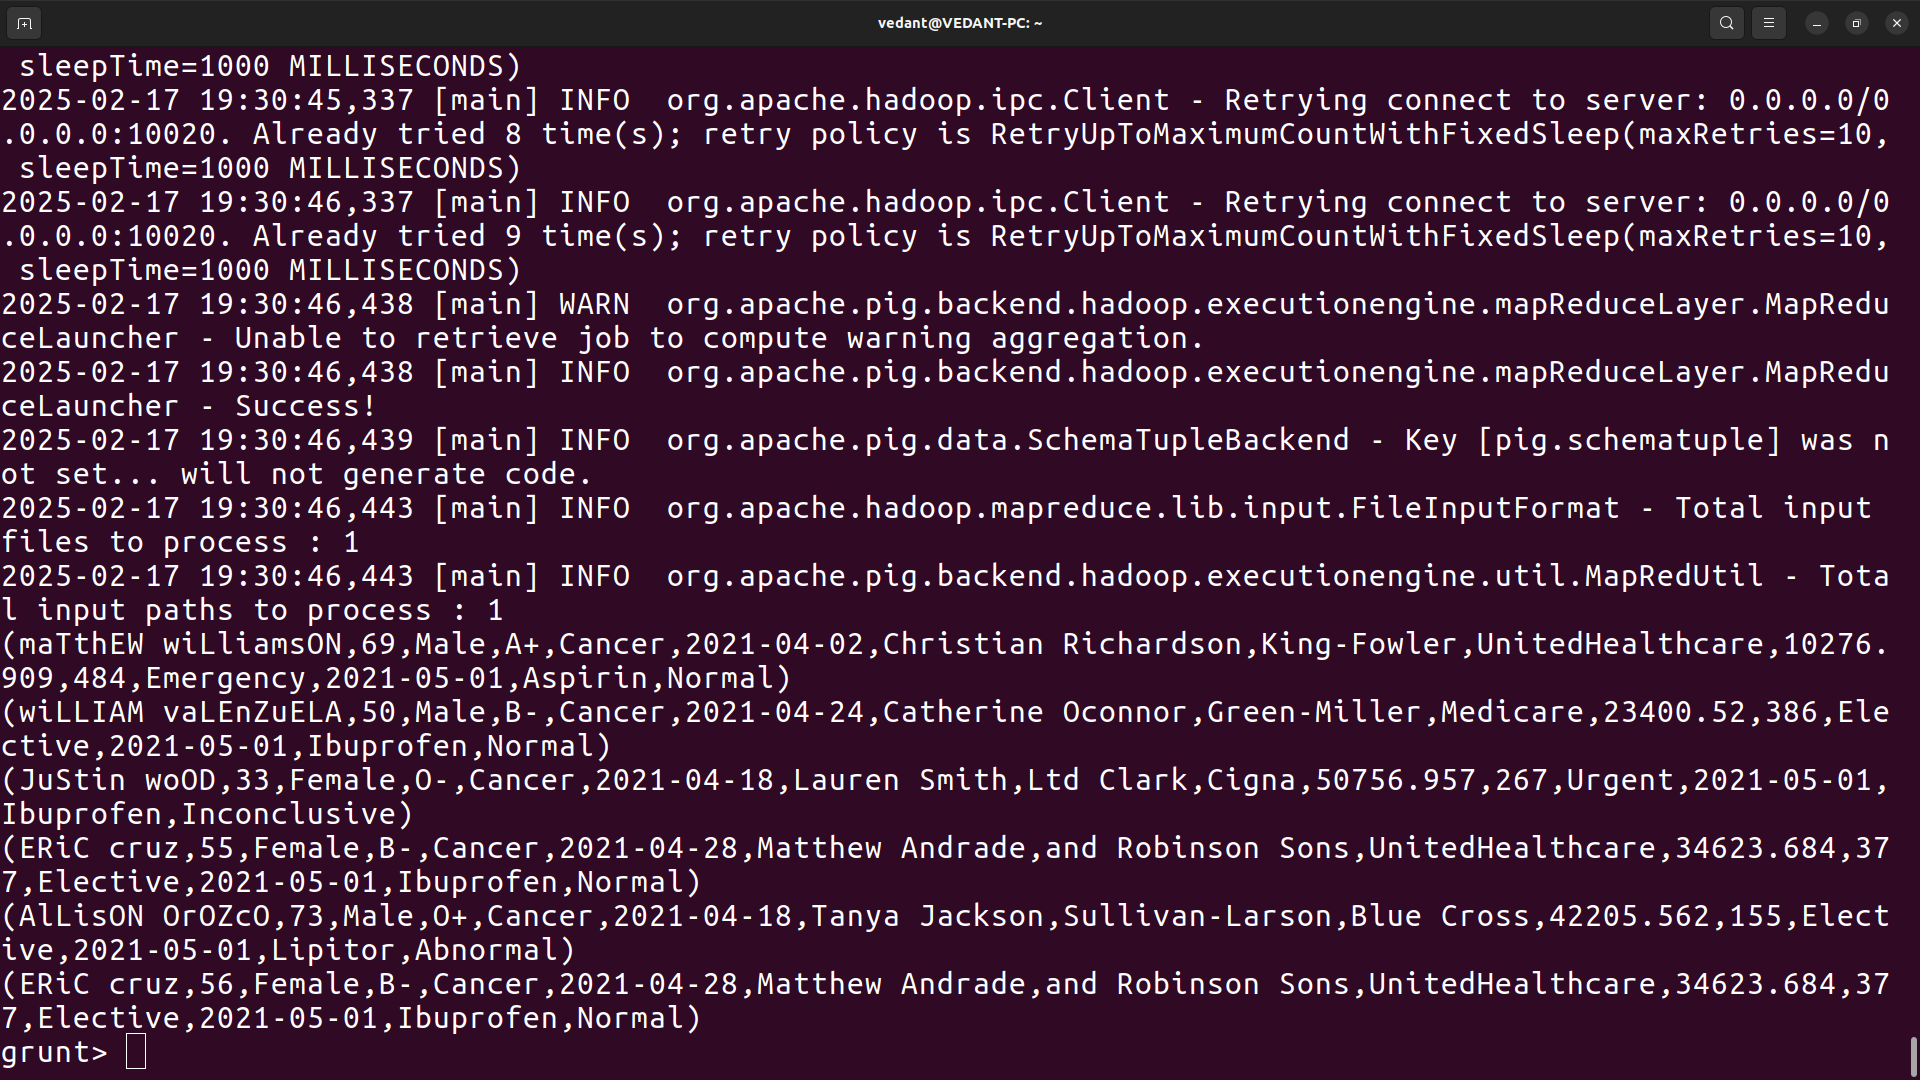 vedant@VEDANT-PC: ~
 sleepTime=1000 MILLISECONDS)
2025-02-17 19:30:45,337 [main] INFO  org.apache.hadoop.ipc.Client - Retrying connect to server: 0.0.0.0/0
.0.0.0:10020. Already tried 8 time(s); retry policy is RetryUpToMaximumCountWithFixedSleep(maxRetries=10,
 sleepTime=1000 MILLISECONDS)
2025-02-17 19:30:46,337 [main] INFO  org.apache.hadoop.ipc.Client - Retrying connect to server: 0.0.0.0/0
.0.0.0:10020. Already tried 9 time(s); retry policy is RetryUpToMaximumCountWithFixedSleep(maxRetries=10,
 sleepTime=1000 MILLISECONDS)
2025-02-17 19:30:46,438 [main] WARN  org.apache.pig.backend.hadoop.executionengine.mapReduceLayer.MapRedu
ceLauncher - Unable to retrieve job to compute warning aggregation.
2025-02-17 19:30:46,438 [main] INFO  org.apache.pig.backend.hadoop.executionengine.mapReduceLayer.MapRedu
ceLauncher - Success!
2025-02-17 19:30:46,439 [main] INFO  org.apache.pig.data.SchemaTupleBackend - Key [pig.schematuple] was n
ot set... will not generate code.
2025-02-17 19:30:46,443 [main] INFO  org.apache.hadoop.mapreduce.lib.input.FileInputFormat - Total input
files to process : 1
2025-02-17 19:30:46,443 [main] INFO  org.apache.pig.backend.hadoop.executionengine.util.MapRedUtil - Tota
l input paths to process : 1
(maTthEW wiLliamsON,69,Male,A+,Cancer,2021-04-02,Christian Richardson,King-Fowler,UnitedHealthcare,10276.
909,484,Emergency,2021-05-01,Aspirin,Normal)
(wiLLIAM vaLEnZuELA,50,Male,B-,Cancer,2021-04-24,Catherine Oconnor,Green-Miller,Medicare,23400.52,386,Ele
ctive,2021-05-01,Ibuprofen,Normal)
(JuStin woOD,33,Female,O-,Cancer,2021-04-18,Lauren Smith,Ltd Clark,Cigna,50756.957,267,Urgent,2021-05-01,
Ibuprofen,Inconclusive)
(ERiC cruz,55,Female,B-,Cancer,2021-04-28,Matthew Andrade,and Robinson Sons,UnitedHealthcare,34623.684,37
7,Elective,2021-05-01,Ibuprofen,Normal)
(AlLisON OrOZcO,73,Male,O+,Cancer,2021-04-18,Tanya Jackson,Sullivan-Larson,Blue Cross,42205.562,155,Elect
ive,2021-05-01,Lipitor,Abnormal)
(ERiC cruz,56,Female,B-,Cancer,2021-04-28,Matthew Andrade,and Robinson Sons,UnitedHealthcare,34623.684,37
7,Elective,2021-05-01,Ibuprofen,Normal)
grunt>